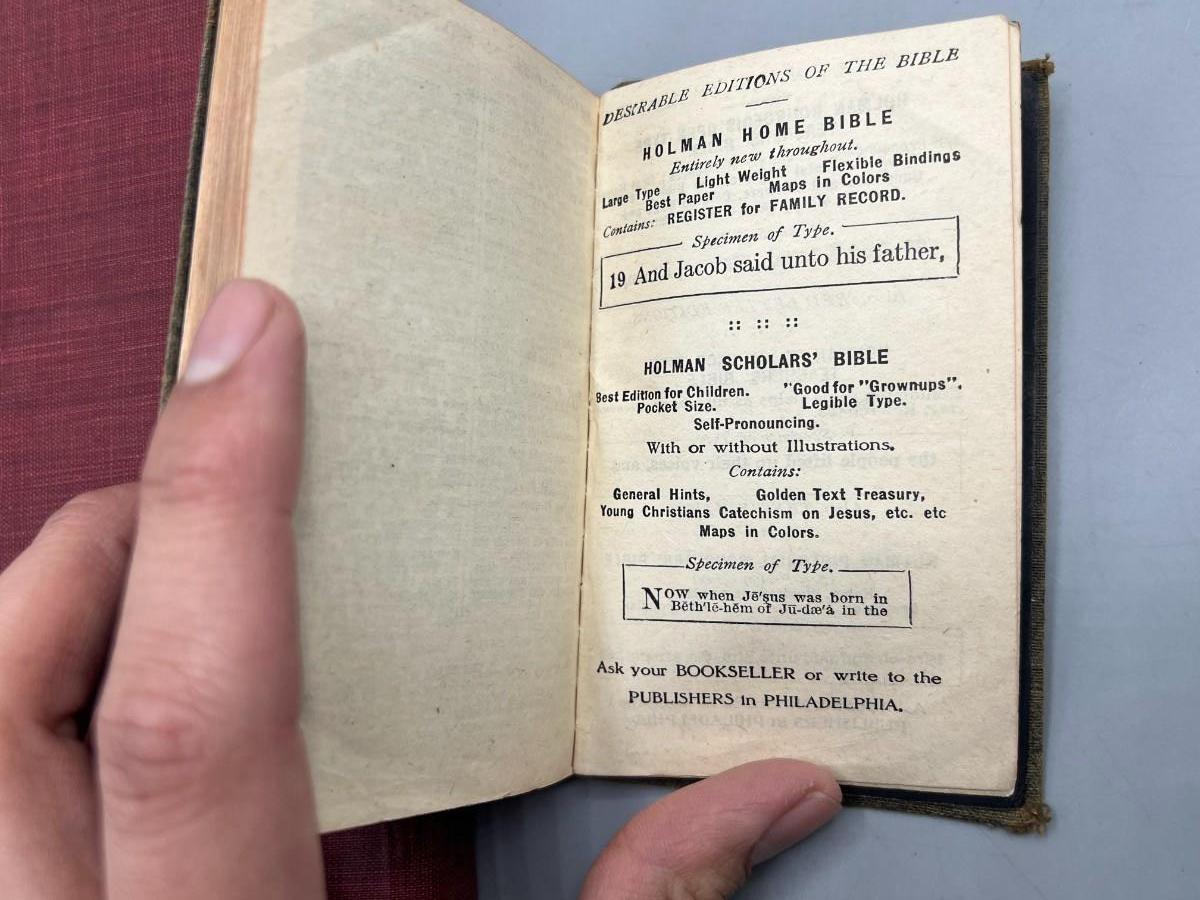 DESIRABLE EDITIONS OF THE BIBLE
HOLMAN HOME BIBLE
Entirely new throughout.
Large Type Light Weight Flexible Bindings
Best Paper Maps in Colors
Contains: REGISTER for FAMILY RECORD.
Specimen of Type.
19 And Jacob said unto his father,
:: :: ::
HOLMAN SCHOLARS' BIBLE
Best Edition for Children. "Good for "Grownups".
Pocket Size. Legible Type.
Self-Pronouncing.
With or without Illustrations.
Contains:
General Hints, Golden Text Treasury,
Young Christians Catechism on Jesus, etc. etc
Maps in Colors.
Specimen of Type.
NOW when Jē'ṣus was born in
Bĕth'lĕ-hĕm of Jū-dæ'à in the
Ask your BOOKSELLER or write to the
PUBLISHERS in PHILADELPHIA.